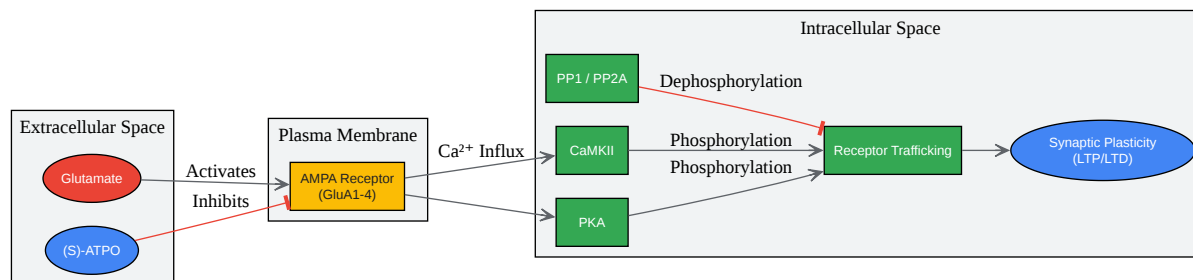 Extracellular Space
Glutamate
(S)-ATPO
Activates
Inhibits
Plasma Membrane
AMPA Receptor
(GluA1-4)
Ca²⁺ Influx
Intracellular Space
PP1 / PP2A
Dephosphorylation
CaMKII
Phosphorylation
Phosphorylation
PKA
Receptor Trafficking
Synaptic Plasticity
(LTP/LTD)